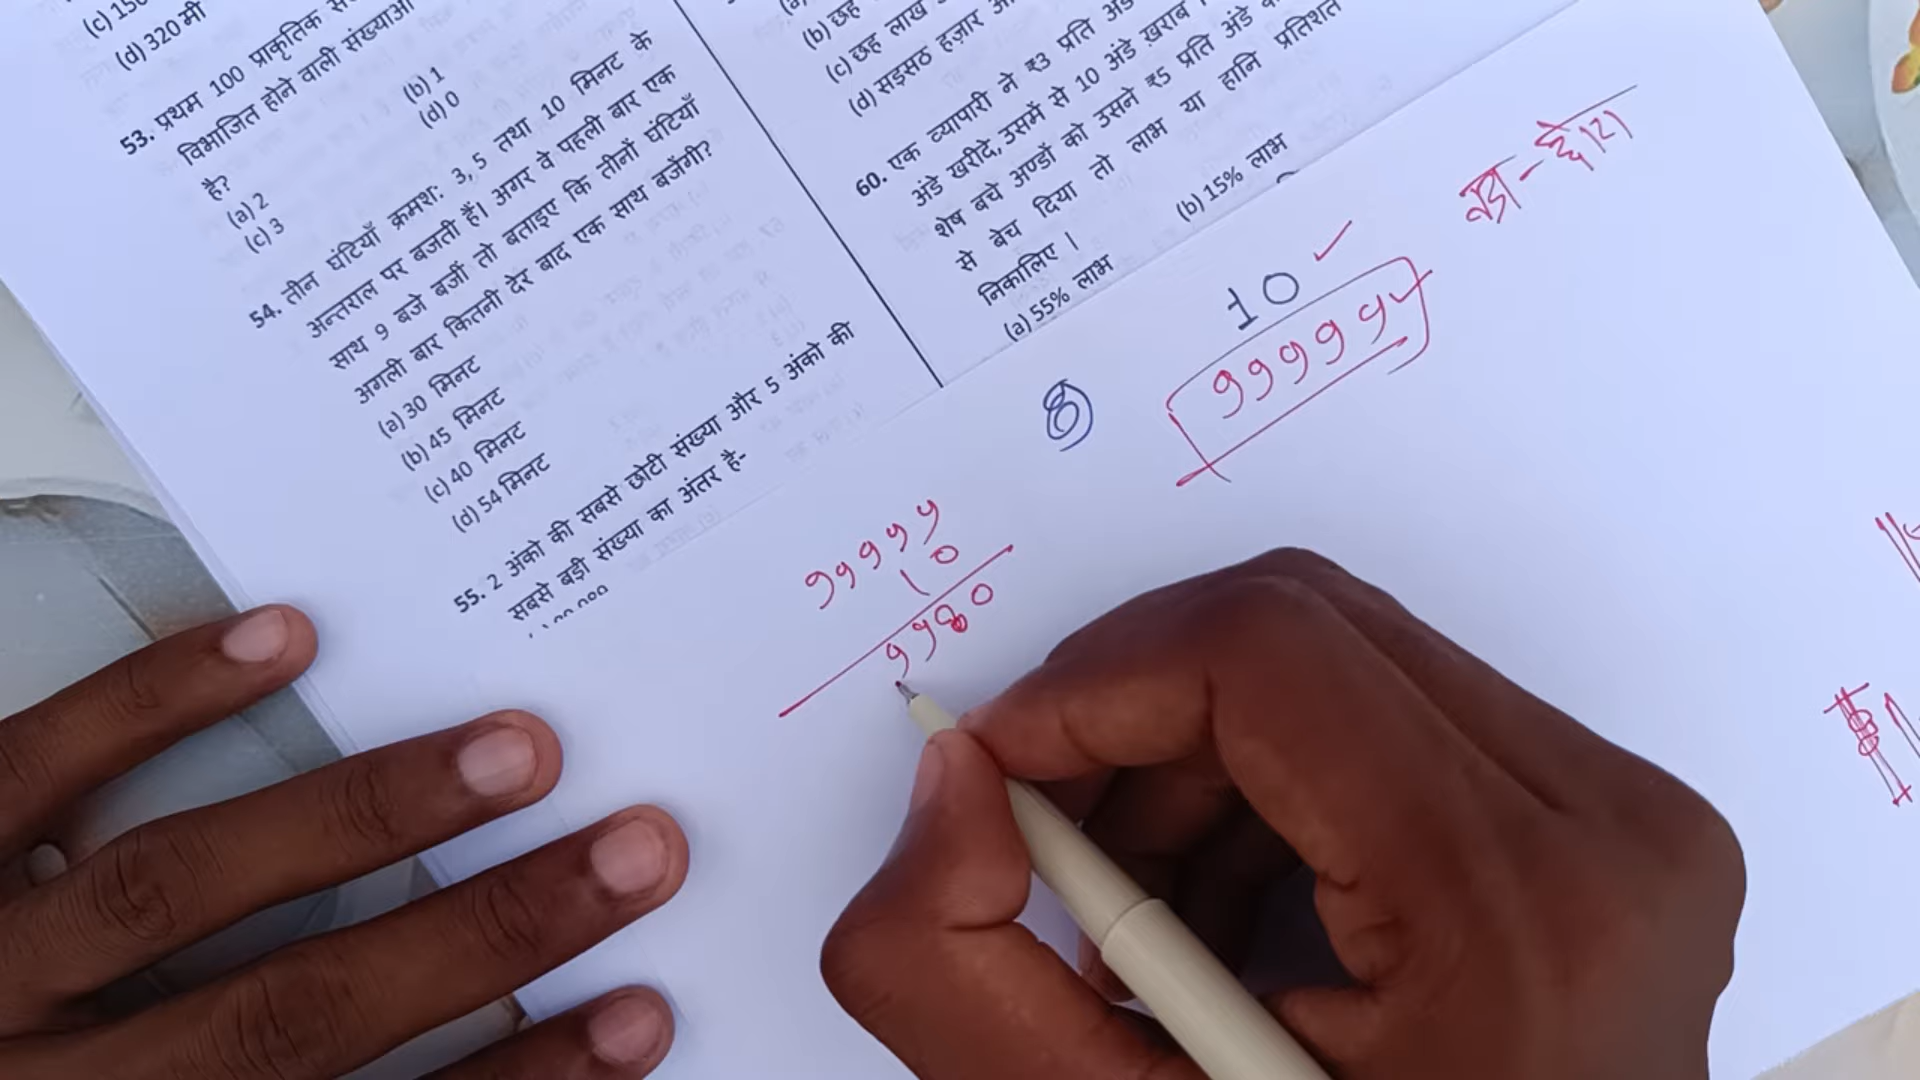 (d) 320 मी
53. प्रथम 100 प्राकृतिक
विभाजित होने वाली संख्याओं
है?
(a) 2
(b) 1
(c) 3
(d) 0
54. तीन घंटियाँ क्रमश: 3, 5 तथा 10 मिनट के
अन्तराल पर बजती हैं। अगर वे पहली बार एक
साथ 9 बजे बजीं तो बताइए कि तीनों घंटियाँ
अगली बार कितनी देर बाद एक साथ बजेंगी?
(a) 30 मिनट
(b) 45 मिनट
(c) 40 मिनट
(d) 54 मिनट
55. 2 अंको की सबसे छोटी संख्या और 5 अंको की
सबसे बड़ी संख्या का अंतर है-
(b) छह
(c) छह लाख
(d) सड़सठ हज़ार
60. एक व्यापारी ने ₹3 प्रति अंडे
अंडे खरीदे, उसमें से 10 अंडे ख़राब
शेष बचे अण्डों को उसने ₹5 प्रति अंडे
से बेच दिया तो लाभ या हानि प्रतिशत
निकालिए ।
(a) 55% लाभ
(b) 15% लाभ
10
99999
8
99999
10
9980